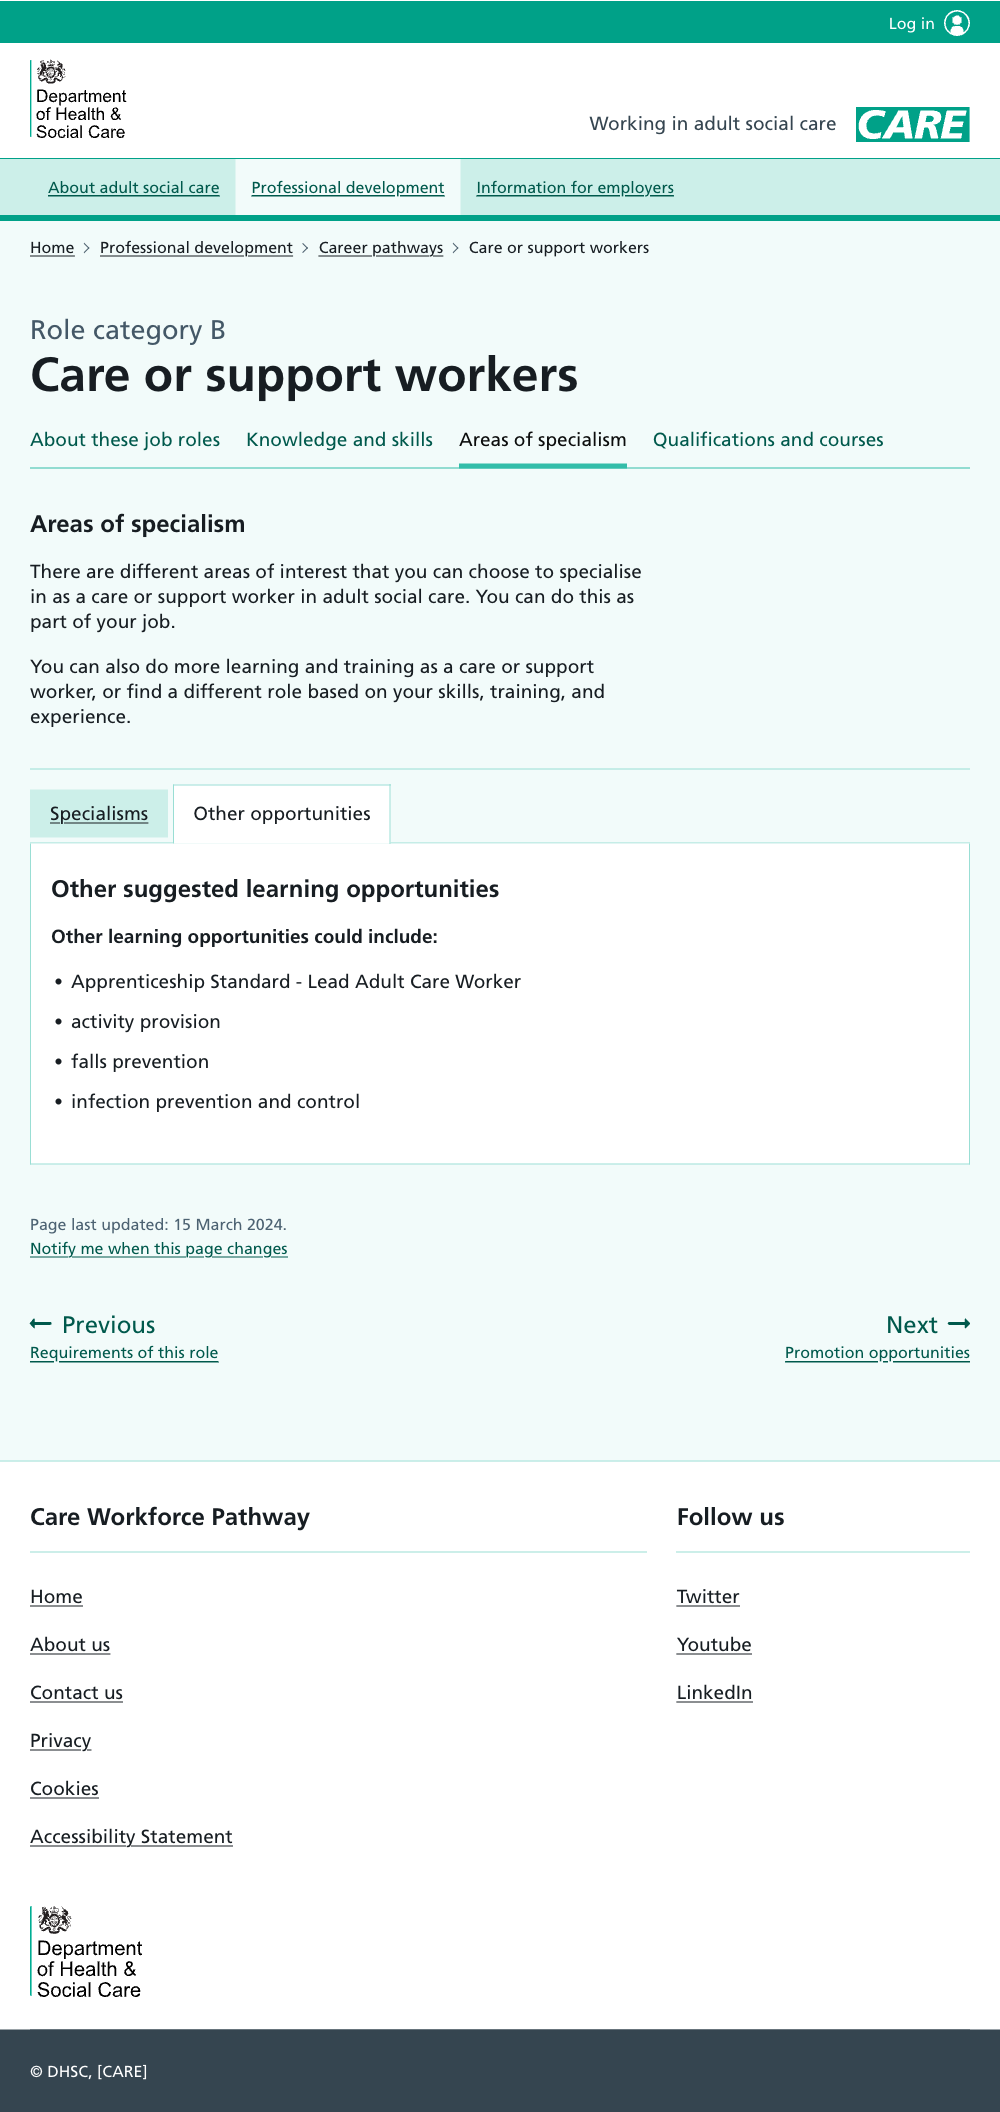 Log in
Department
of Health &
Social Care
Working in adult social care
CARE
About adult social care
Professional development
Information for employers
Home
Professional development
Career pathways
Care or support workers
Role category B
Care or support workers
About these job roles
Knowledge and skills
Areas of specialism
Qualifications and courses
Areas of specialism
There are different areas of interest that you can choose to specialise
in as a care or support worker in adult social care. You can do this as
part of your job.
You can also do more learning and training as a care or support
worker, or find a different role based on your skills, training, and
experience.
Specialisms
Other opportunities
Other suggested learning opportunities
Other learning opportunities could include:
• Apprenticeship Standard - Lead Adult Care Worker
• activity provision
• falls prevention
• infection prevention and control
Page last updated: 15 March 2024.
Notify me when this page changes
Previous
Requirements of this role
Next
Promotion opportunities
Care Workforce Pathway
Home
About us
Contact us
Privacy
Cookies
Accessibility Statement
Follow us
Twitter
Youtube
LinkedIn
Department
of Health &
Social Care
© DHSC, [CARE]